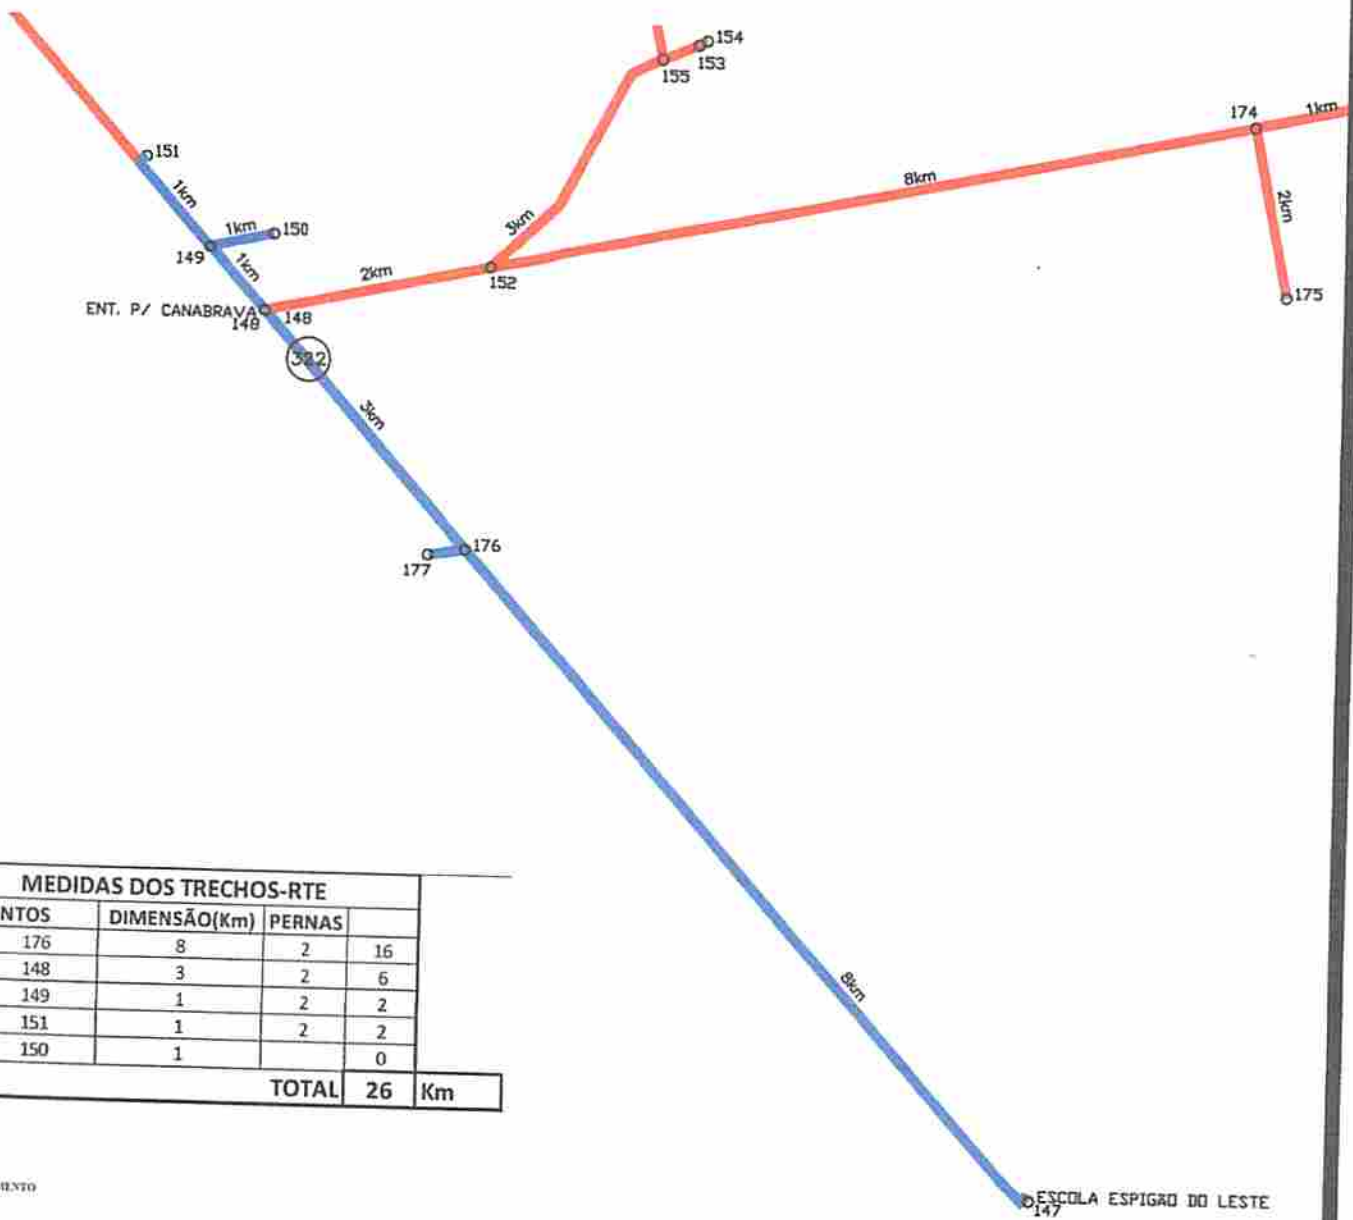 154
153
155
174
1km
151
8km
1km
2km
3km
1km
150
149
1km
2km
152
175
ENT. P/ CANABRAVA
148
148
322
3km
176
177
MEDIDAS DOS TRECHOS-RTE
NTOS DIMENSÃO(Km) PERNAS
176 8 2 16
148 3 2 6
149 1 2 2
151 1 2 2
150 1 0
TOTAL 26 Km
8km
ESCOLA ESPIGÃO DO LESTE
147